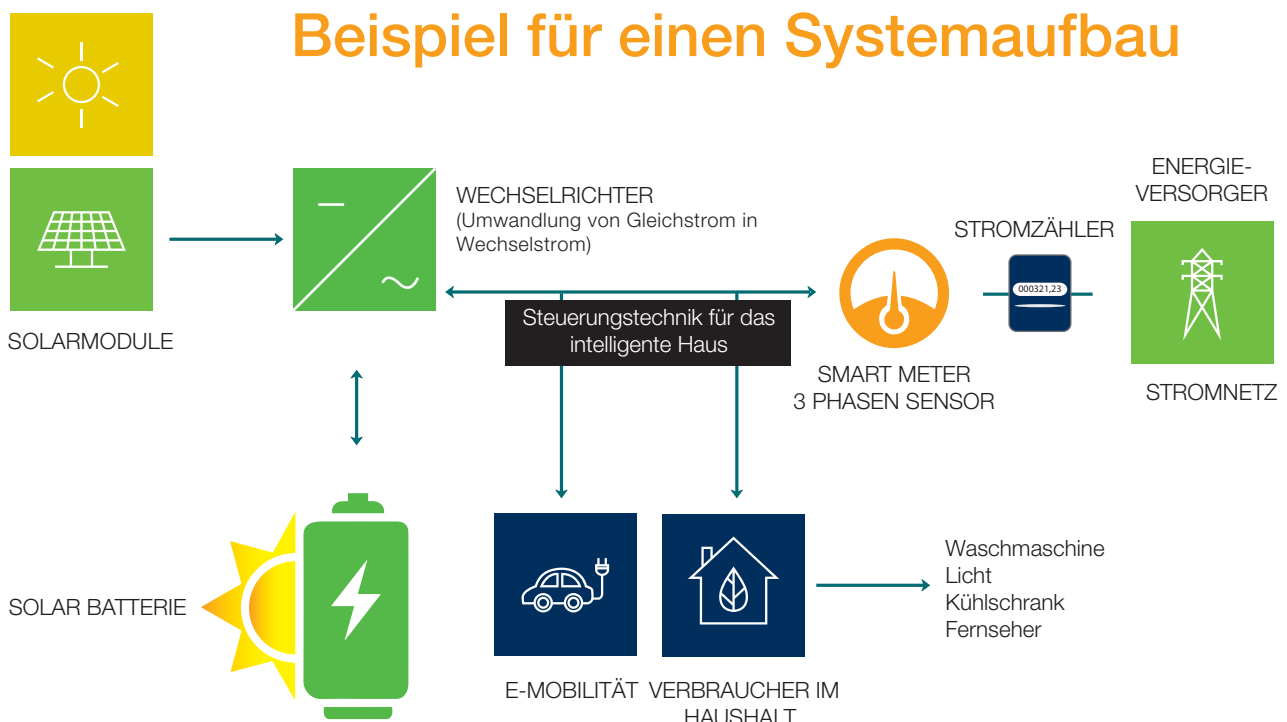 Beispiel für einen Systemaufbau
SOLARMODULE
WECHSELRICHTER
(Umwandlung von Gleichstrom in
Wechselstrom)
Steuerungstechnik für das
intelligente Haus
SMART METER
3 PHASEN SENSOR
STROMZÄHLER
000321,23
ENERGIE-
VERSORGER
STROMNETZ
SOLAR BATTERIE
E-MOBILITÄT
VERBRAUCHER IM
HAUSHALT
Waschmaschine
Licht
Kühlschrank
Fernseher